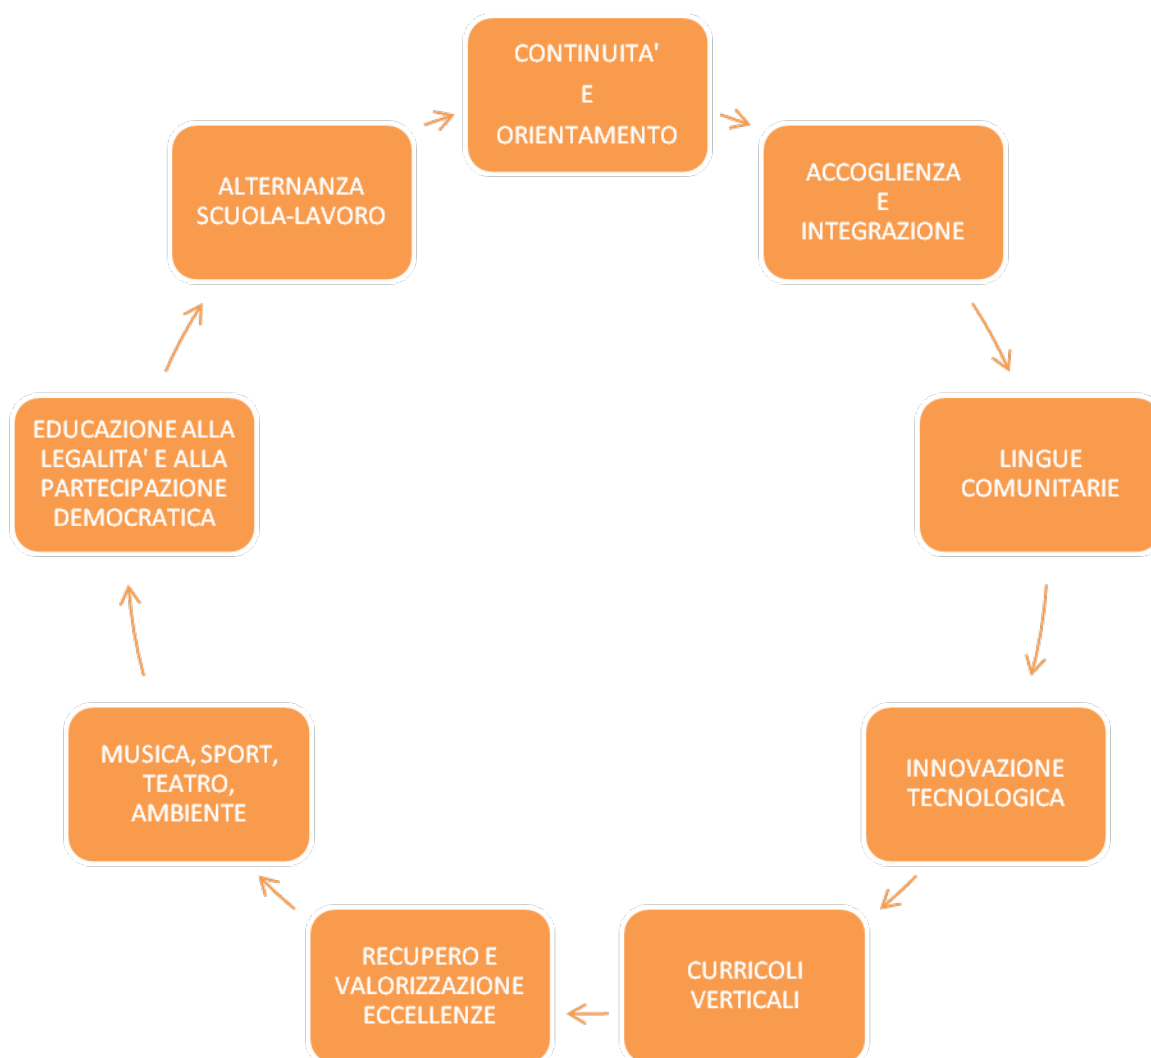 CONTINUITA'
E
ORIENTAMENTO
ACCOGLIENZA
E
INTEGRAZIONE
LINGUE
COMUNITARIE
INNOVAZIONE
TECNOLOGICA
CURRICOLI
VERTICALI
RECUPERO E
VALORIZZAZIONE
ECCELLENZE
MUSICA, SPORT,
TEATRO,
AMBIENTE
EDUCAZIONE ALLA
LEGALITA' E ALLA
PARTECIPAZIONE
DEMOCRATICA
ALTERNANZA
SCUOLA-LAVORO